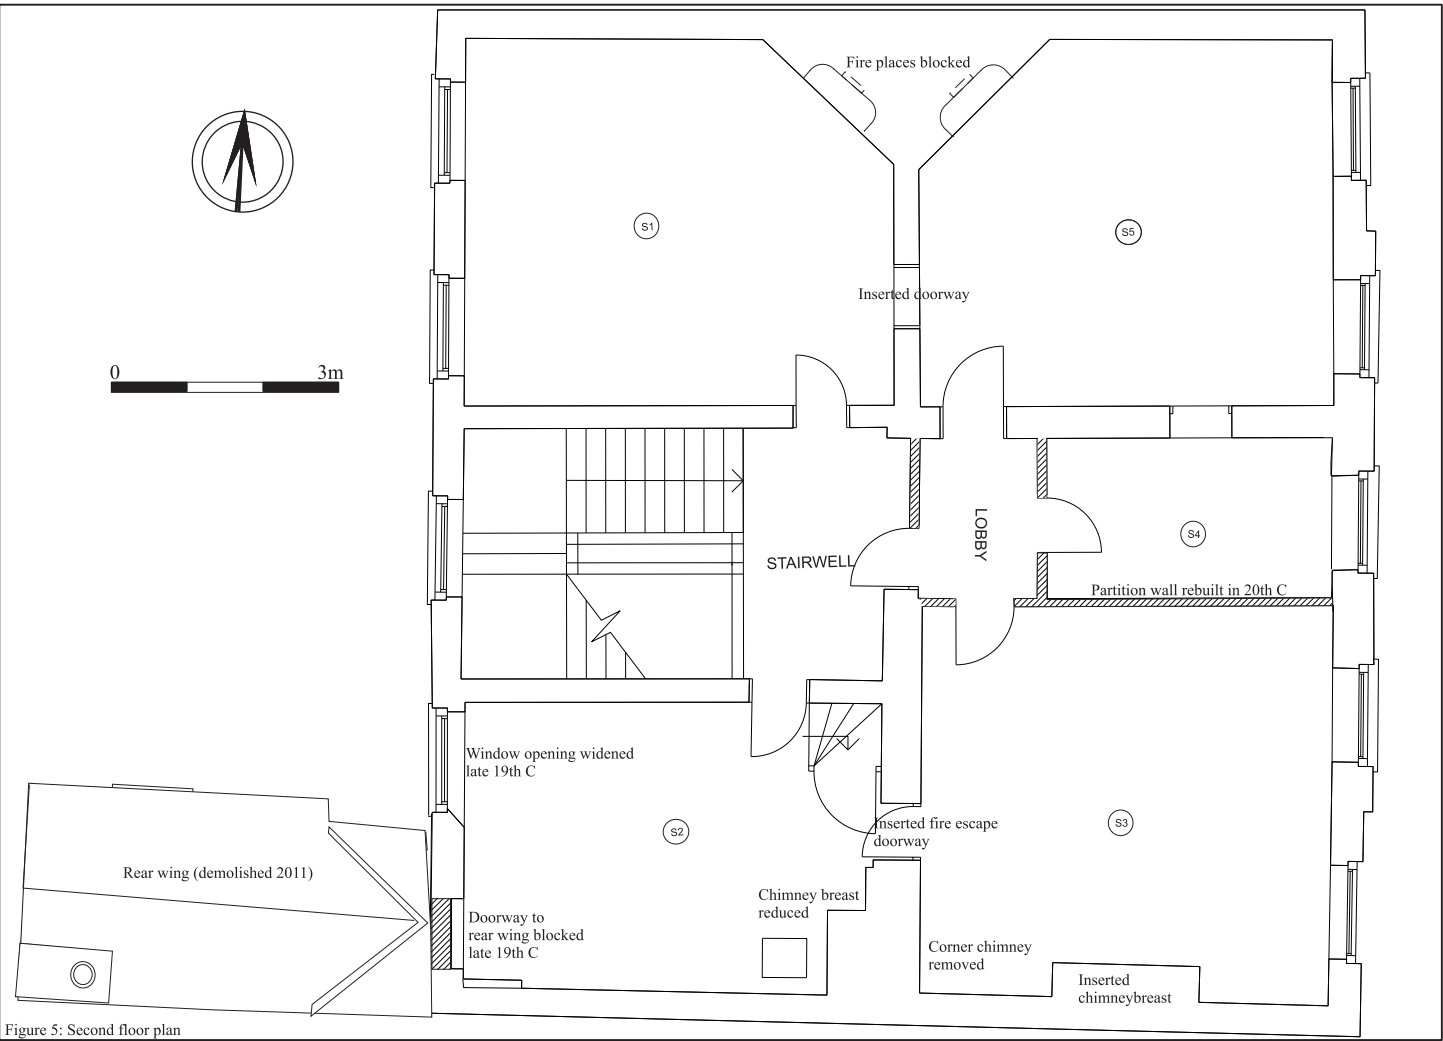 Fire places blocked
S1
S5
Inserted doorway
0 3m
STAIRWELL
LOBBY
S4
Partition wall rebuilt in 20th C
Window opening widened
late 19th C
S2
Inserted fire escape
doorway
S3
Rear wing (demolished 2011)
Chimney breast
reduced
Doorway to
rear wing blocked
late 19th C
Corner chimney
removed
Inserted
chimneybreast
Figure 5: Second floor plan